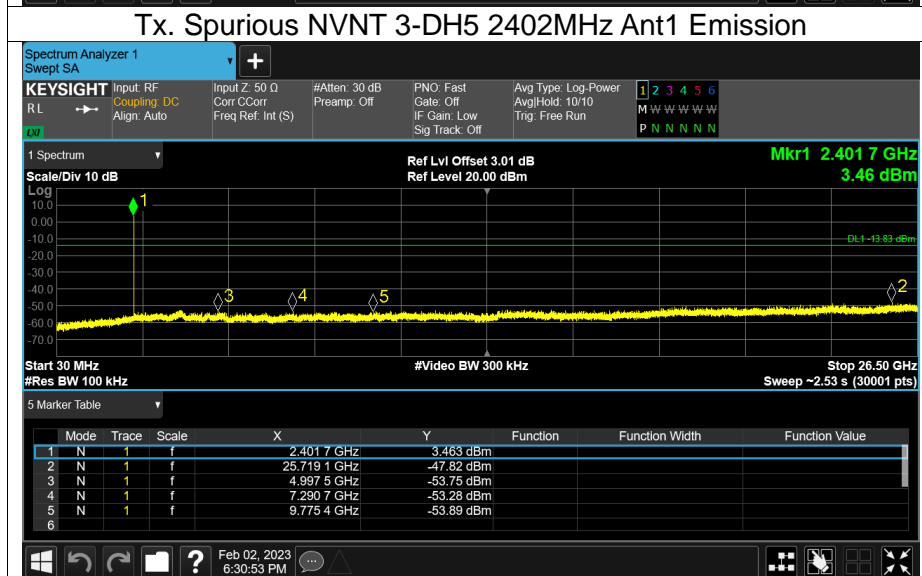 Tx. Spurious NVNT 3-DH5 2402MHz Ant1 Emission
Spectrum Analyzer 1
Swept SA
+
KEYSIGHT
R L
LXI
Input: RF
Coupling: DC
Align: Auto
Input Z: 50 Ω
Corr CCorr
Freq Ref: Int (S)
#Atten: 30 dB
Preamp: Off
PNO: Fast
Gate: Off
IF Gain: Low
Sig Track: Off
Avg Type: Log-Power
Avg|Hold: 10/10
Trig: Free Run
1 2 3 4 5 6
M W W W W W
P N N N N N
1 Spectrum
Scale/Div 10 dB
Ref Lvl Offset 3.01 dB
Ref Level 20.00 dBm
Mkr1 2.401 7 GHz
3.46 dBm
Log
10.0
0.00
-10.0
-20.0
-30.0
-40.0
-50.0
-60.0
-70.0
1
DL1 -13.83 dBm
3
4
5
2
Start 30 MHz
#Res BW 100 kHz
#Video BW 300 kHz
Stop 26.50 GHz
Sweep ~2.53 s (30001 pts)
5 Marker Table
Mode Trace Scale X Y Function Function Width Function Value
1 N 1 f 2.401 7 GHz 3.463 dBm
2 N 1 f 25.719 1 GHz -47.82 dBm
3 N 1 f 4.997 5 GHz -53.75 dBm
4 N 1 f 7.290 7 GHz -53.28 dBm
5 N 1 f 9.775 4 GHz -53.89 dBm
6
?
Feb 02, 2023
6:30:53 PM